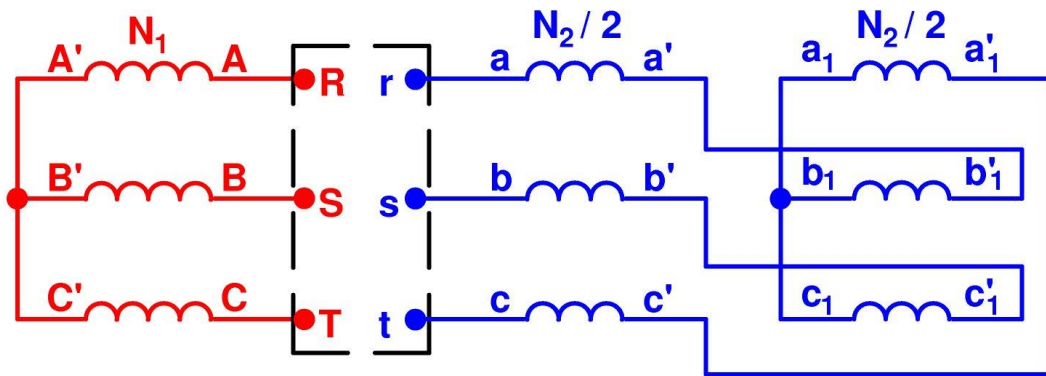 N₁ N₂ / 2 N₂ / 2
A' A R r a a' a₁ a'₁
B' B S s b b' b₁ b'₁
C' C T t c c' c₁ c'₁